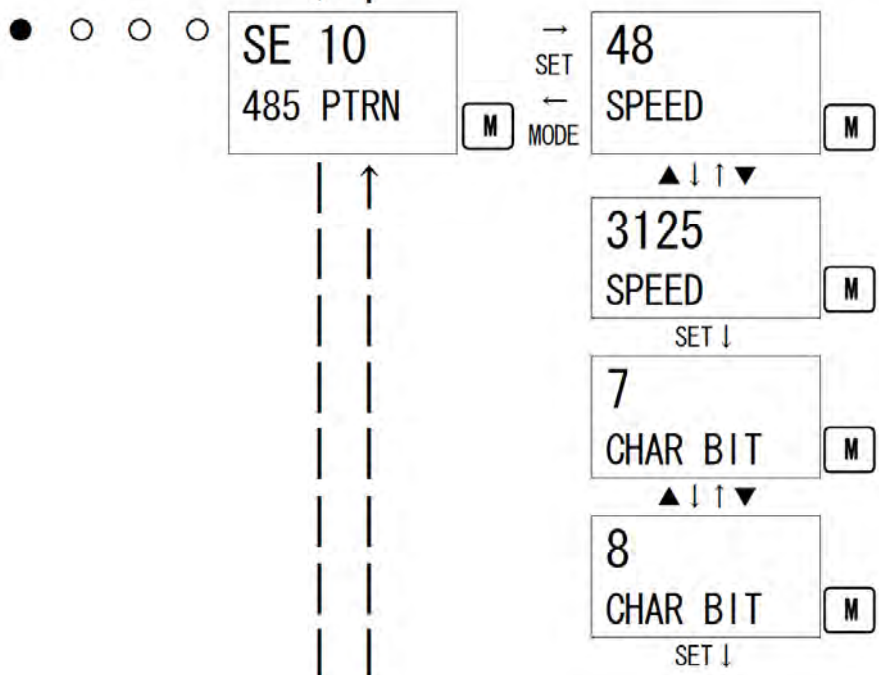 SE 10
485 PTRN
M
→
SET
←
MODE
48
SPEED
M
▲↓↑▼
3125
SPEED
M
SET↓
7
CHAR BIT
M
▲↓↑▼
8
CHAR BIT
M
SET↓